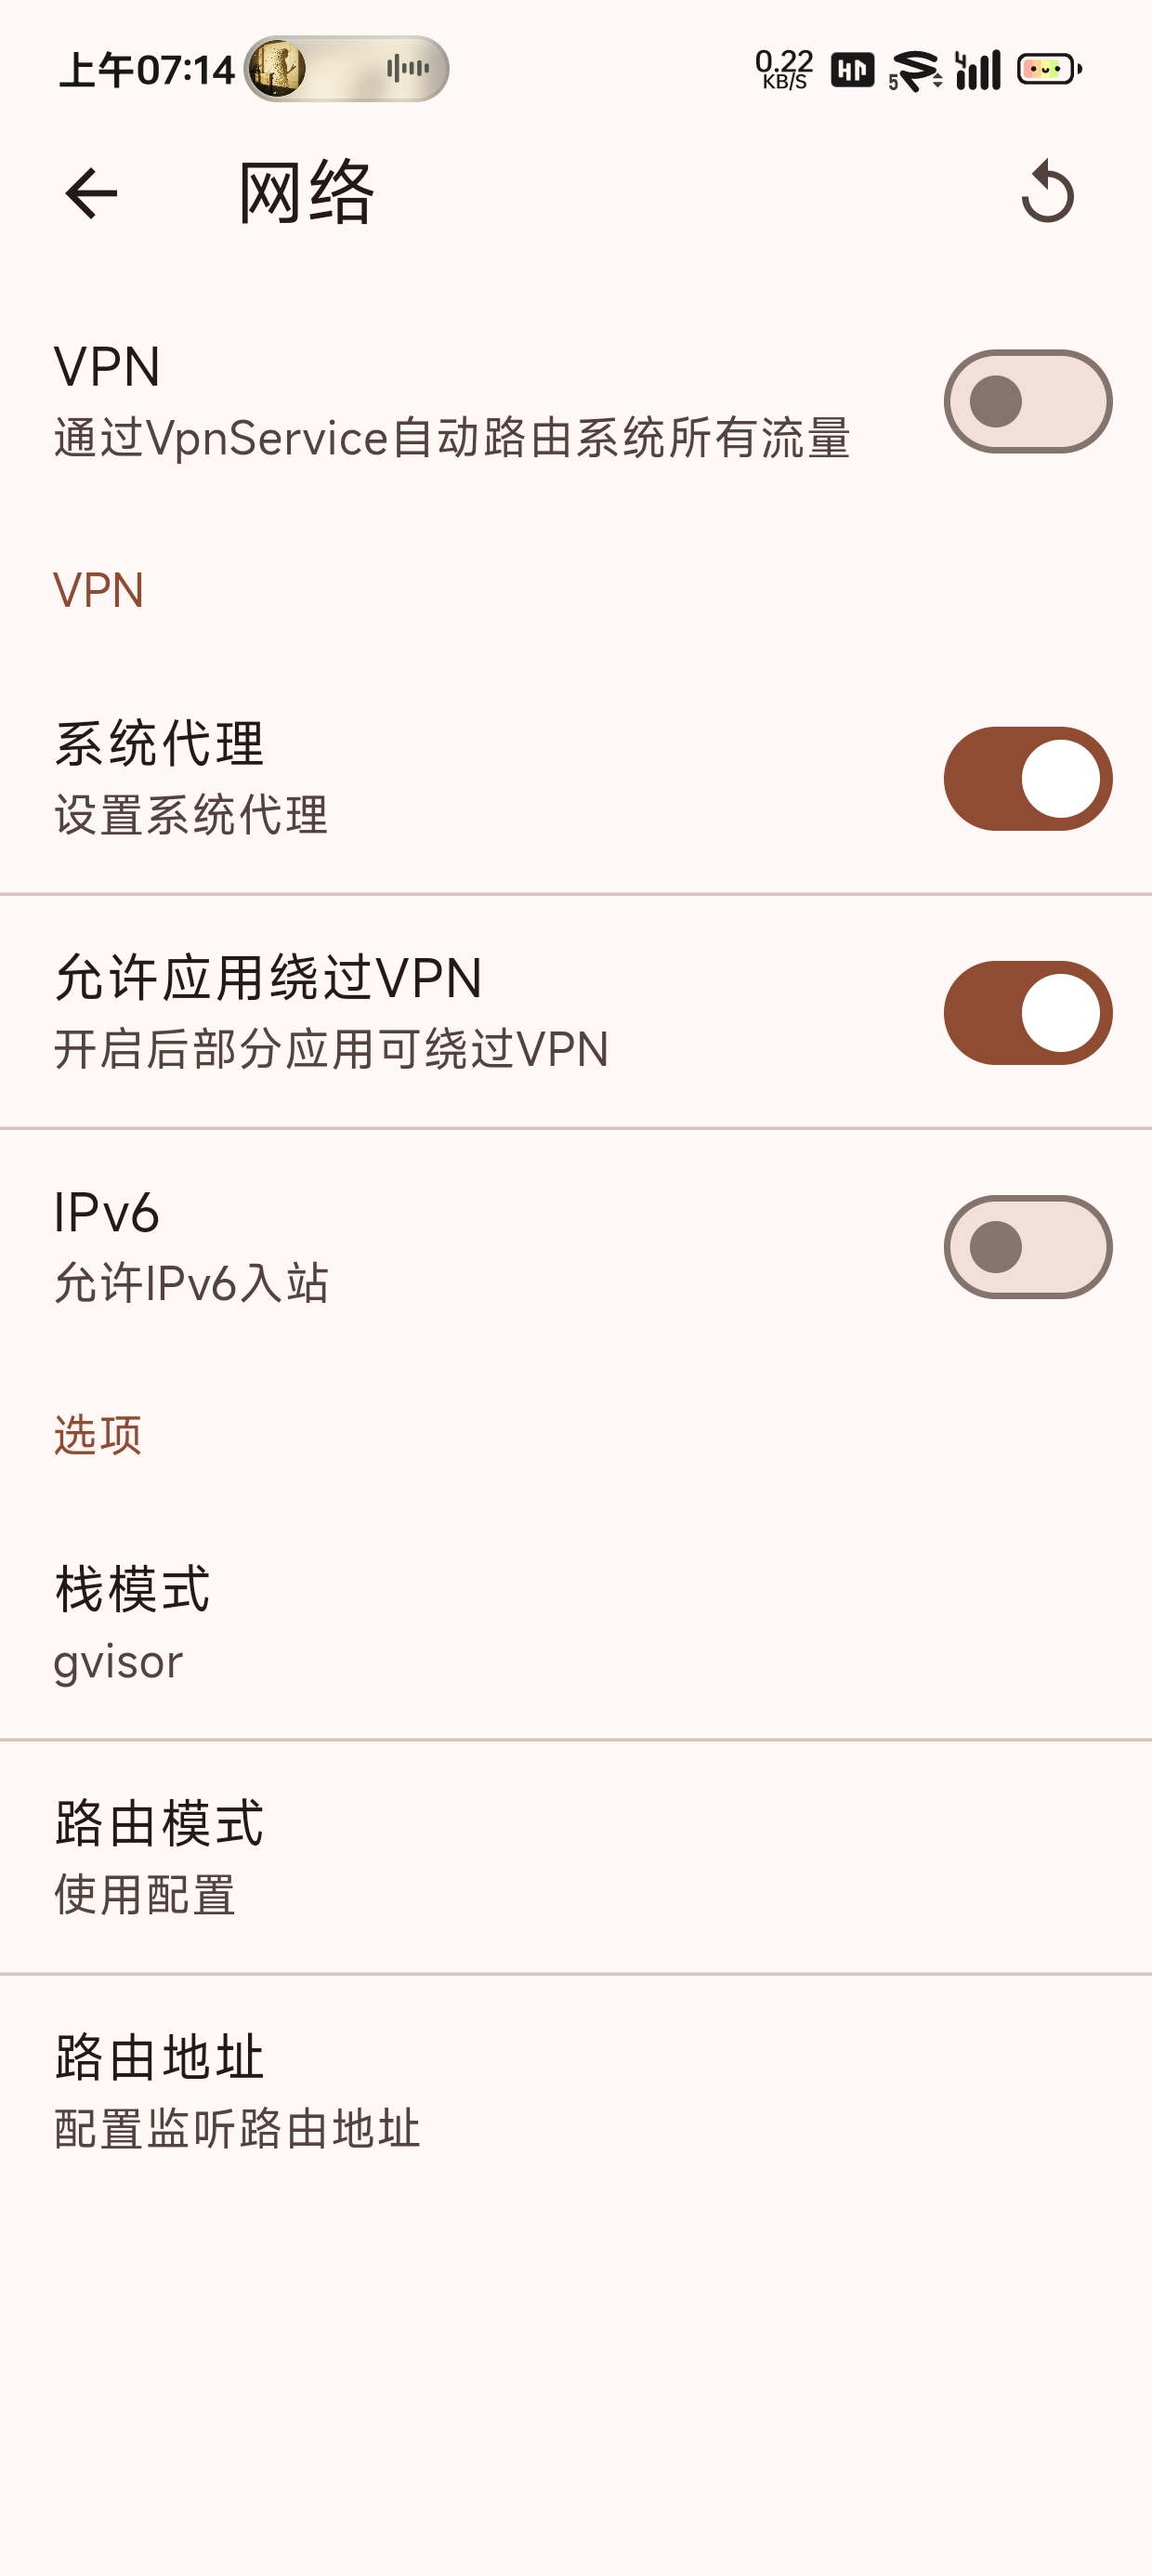 上午07:14
0.22
KB/S
5
4
网络
VPN
通过VpnService自动路由系统所有流量
VPN
系统代理
设置系统代理
允许应用绕过VPN
开启后部分应用可绕过VPN
IPv6
允许IPv6入站
选项
栈模式
gvisor
路由模式
使用配置
路由地址
配置监听路由地址